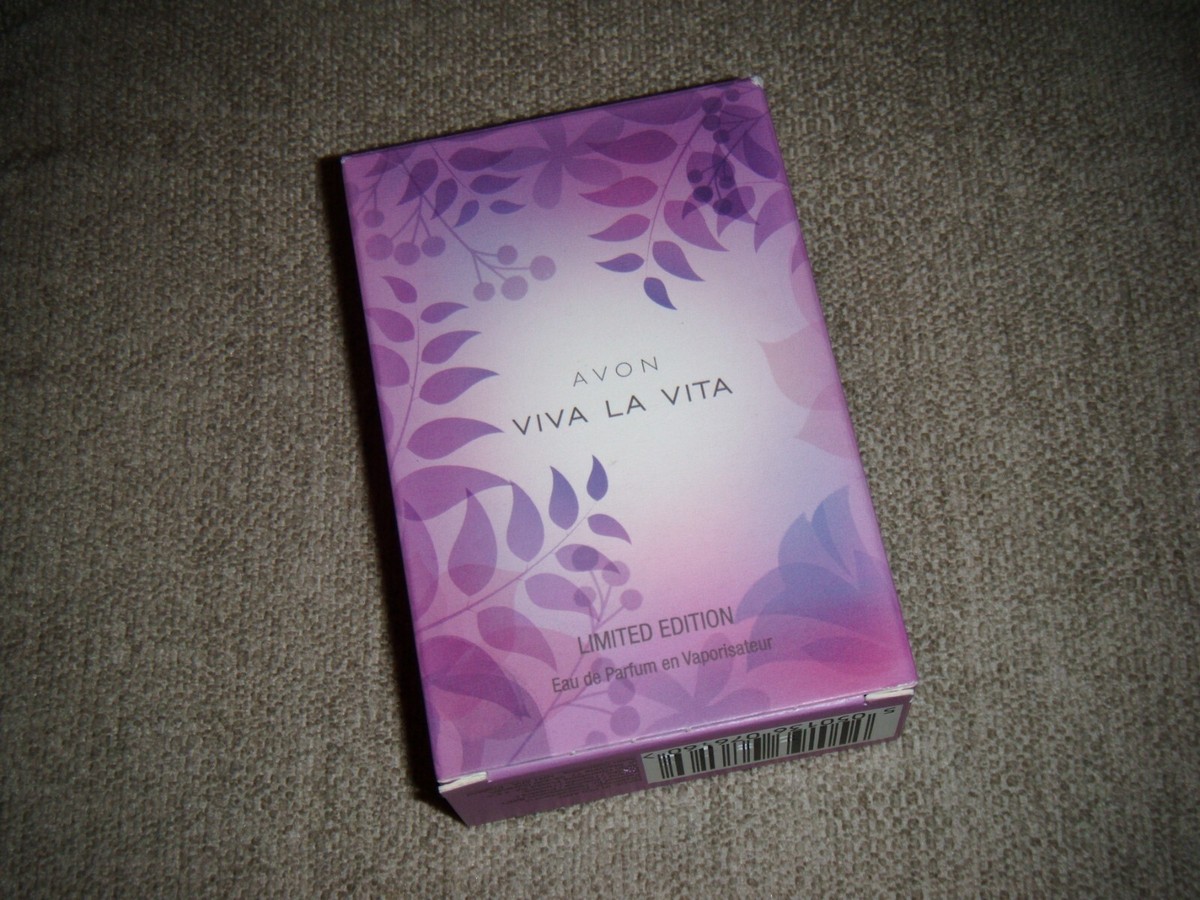 AVON
VIVA LA VITA
LIMITED EDITION
Eau de Parfum en Vaporisateur